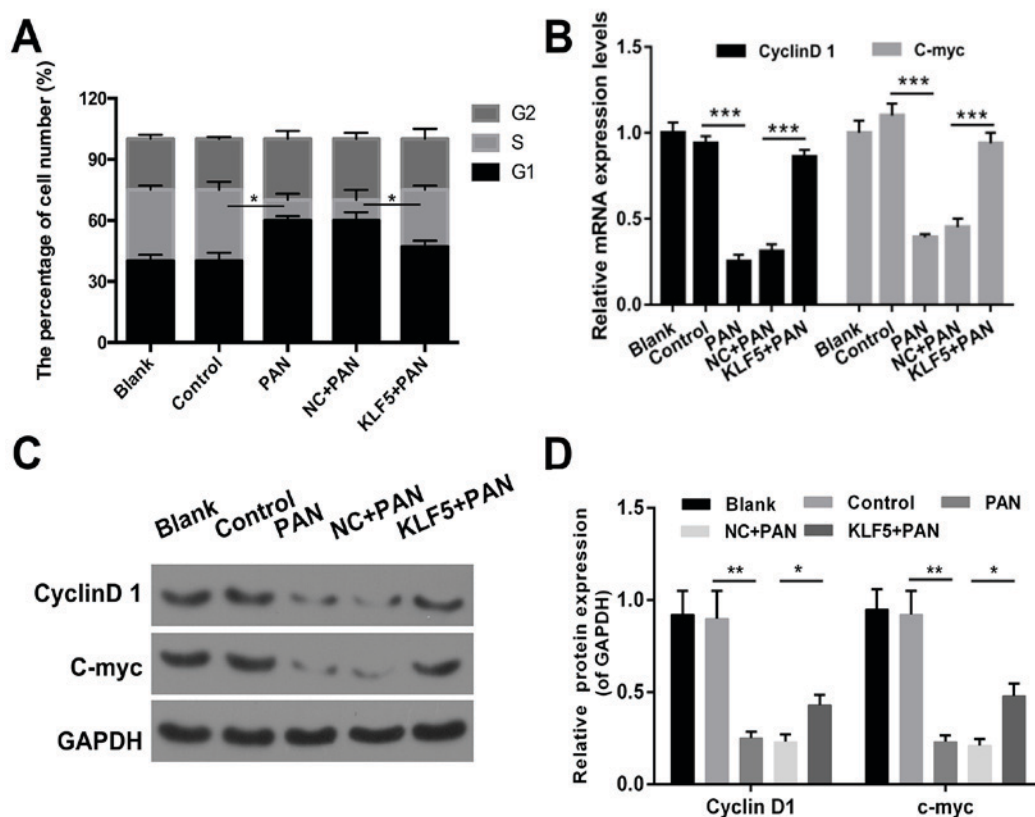 A
The percentage of cell number (%)
120
90
60
30
0
G2
S
G1
*
*
Blank
Control
PAN
NC+PAN
KLF5+PAN
B
Relative mRNA expression levels
1.5
1.0
0.5
0.0
CyclinD 1
C-myc
***
***
***
***
Blank
Control
PAN
NC+PAN
KLF5+PAN
Blank
Control
PAN
NC+PAN
KLF5+PAN
C
Blank
Control
PAN
NC+PAN
KLF5+PAN
CyclinD 1
C-myc
GAPDH
D
Relative protein expression
(of GAPDH)
1.5
1.0
0.5
0.0
Blank
Control
PAN
NC+PAN
KLF5+PAN
**
*
**
*
Cyclin D1
c-myc